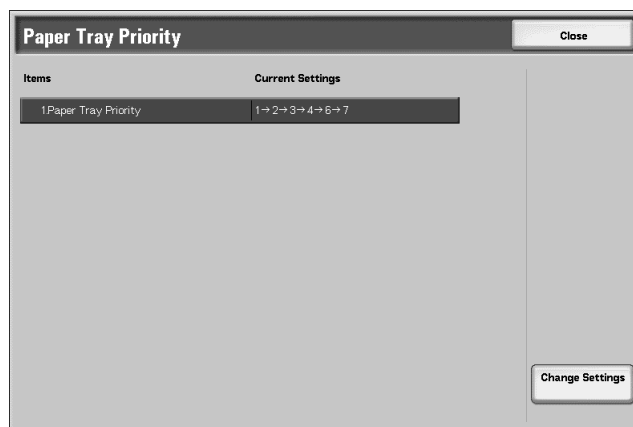 Paper Tray Priority
Close
Items
Current Settings
1.Paper Tray Priority
1→2→3→4→6→7
Change Settings